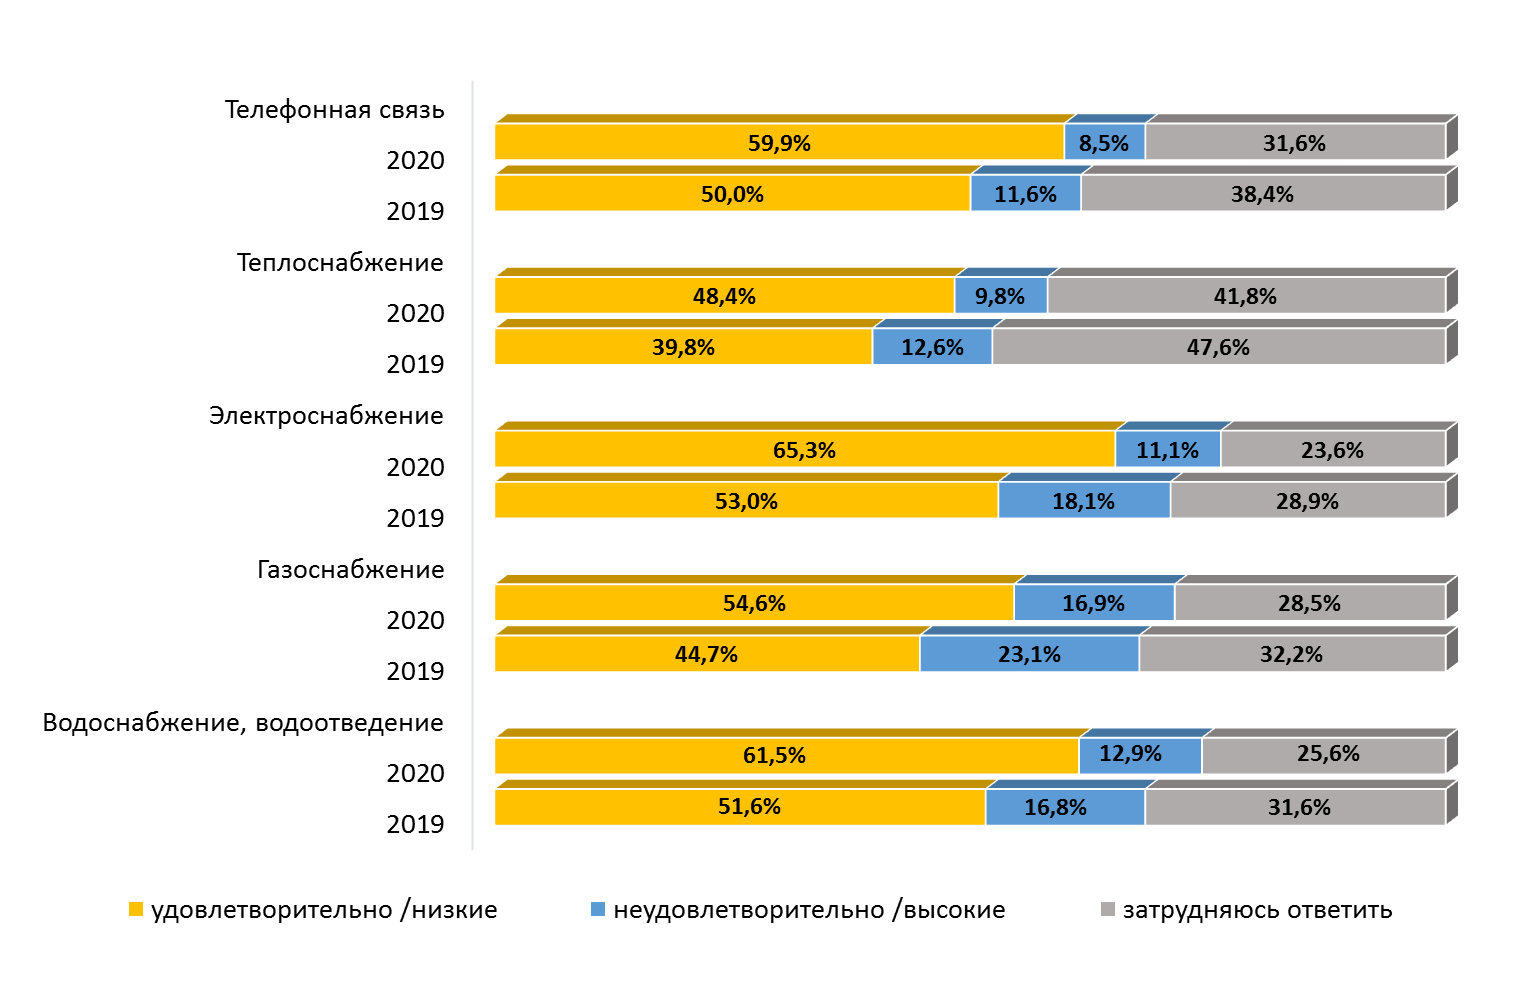 Телефонная связь
2020
59,9% 8,5% 31,6%
2019
50,0% 11,6% 38,4%
Теплоснабжение
2020
48,4% 9,8% 41,8%
2019
39,8% 12,6% 47,6%
Электроснабжение
2020
65,3% 11,1% 23,6%
2019
53,0% 18,1% 28,9%
Газоснабжение
2020
54,6% 16,9% 28,5%
2019
44,7% 23,1% 32,2%
Водоснабжение, водоотведение
2020
61,5% 12,9% 25,6%
2019
51,6% 16,8% 31,6%
удовлетворительно /низкие неудовлетворительно /высокие затрудняюсь ответить